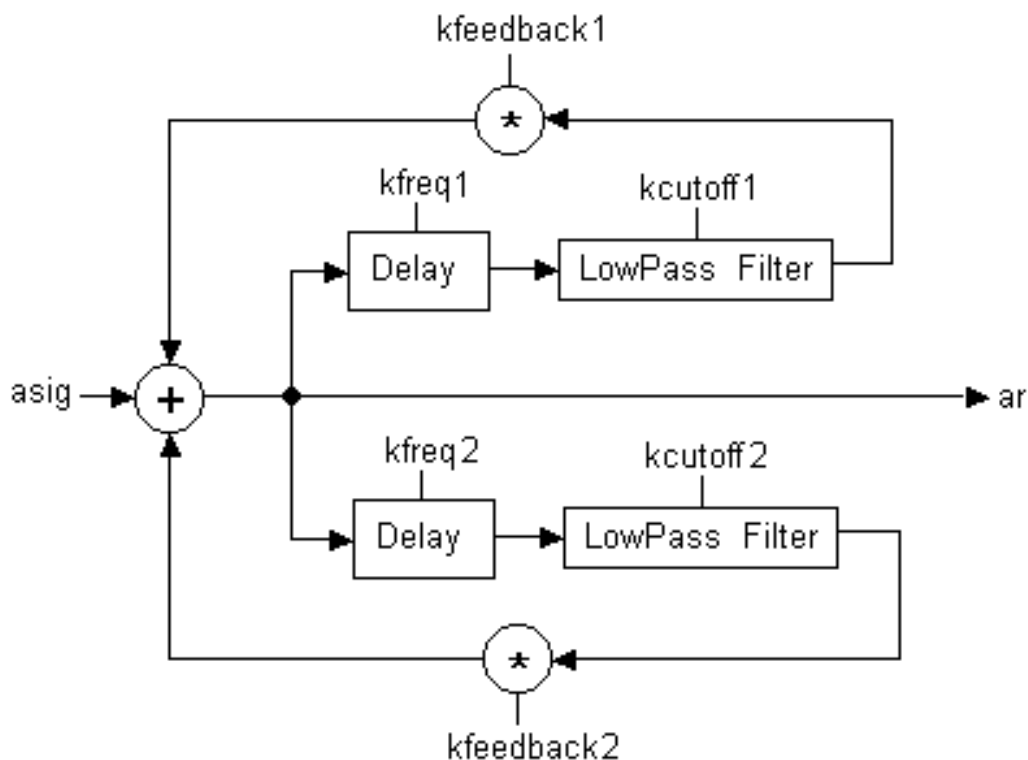 kfeedback1
*
kfreq1
kcutoff1
Delay
LowPass Filter
asig
+
ar
kfreq2
kcutoff2
Delay
LowPass Filter
*
kfeedback2